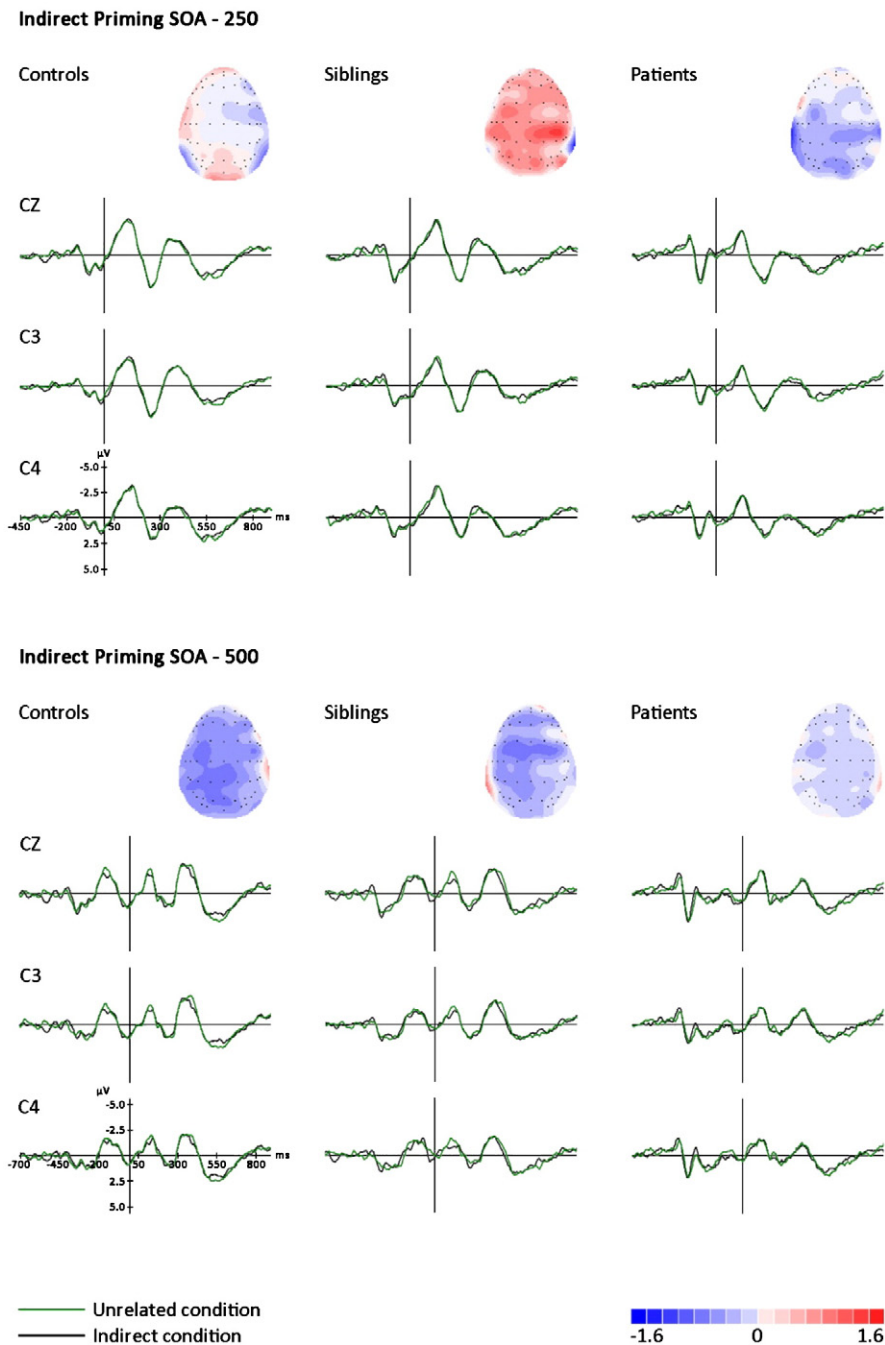 Indirect Priming SOA - 250
Controls
Siblings
Patients
CZ
C3
C4
μV
-5.0
-2.5
-450 -200 50 300 550 800 ms
2.5
5.0
Indirect Priming SOA - 500
Controls
Siblings
Patients
CZ
C3
C4
μV
-5.0
-2.5
-700 -450 -200 50 300 550 800 ms
2.5
5.0
Unrelated condition
Indirect condition
-1.6 0 1.6